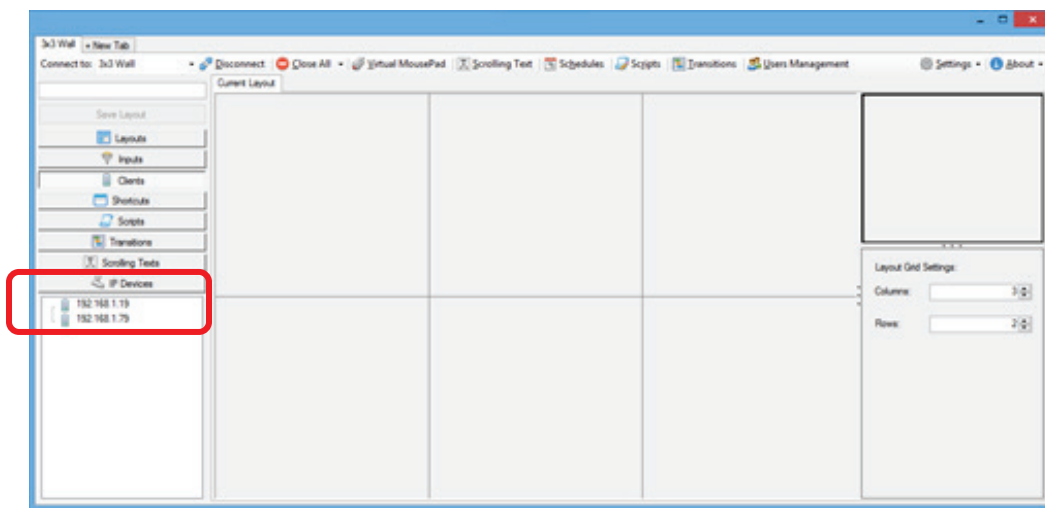 3x3 Wall + New Tab
Connect to: 3x3 Wall Disconnect Close All Virtual MousePad Scrolling Text Schedules Scripts Transitions Users Management Settings About
Current Layout
Save Layout
Layouts
Inputs
Clients
Shortcuts
Scripts
Transitions
Scrolling Texts
IP Devices
192.168.1.19
192.168.1.79
Layout Grid Settings:
Columns: 3
Rows: 2